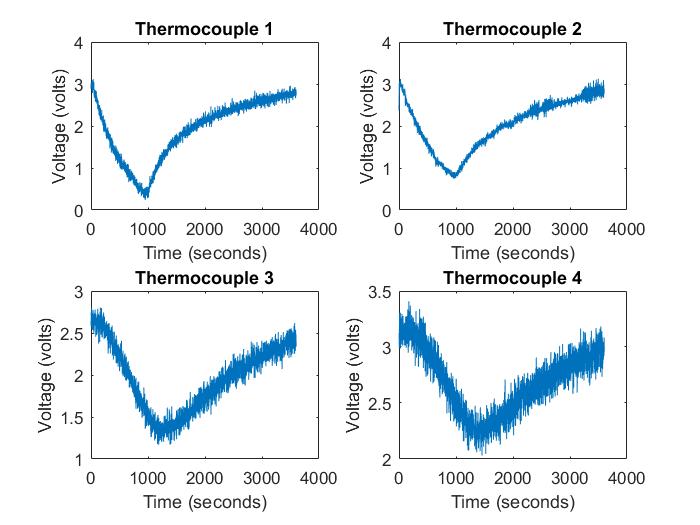 Thermocouple 1
4
3
2
1
0
Voltage (volts)
0 1000 2000 3000 4000
Time (seconds)
Thermocouple 2
4
3
2
1
0
Voltage (volts)
0 1000 2000 3000 4000
Time (seconds)
Thermocouple 3
3
2.5
2
1.5
1
Voltage (volts)
0 1000 2000 3000 4000
Time (seconds)
Thermocouple 4
3.5
3
2.5
2
Voltage (volts)
0 1000 2000 3000 4000
Time (seconds)